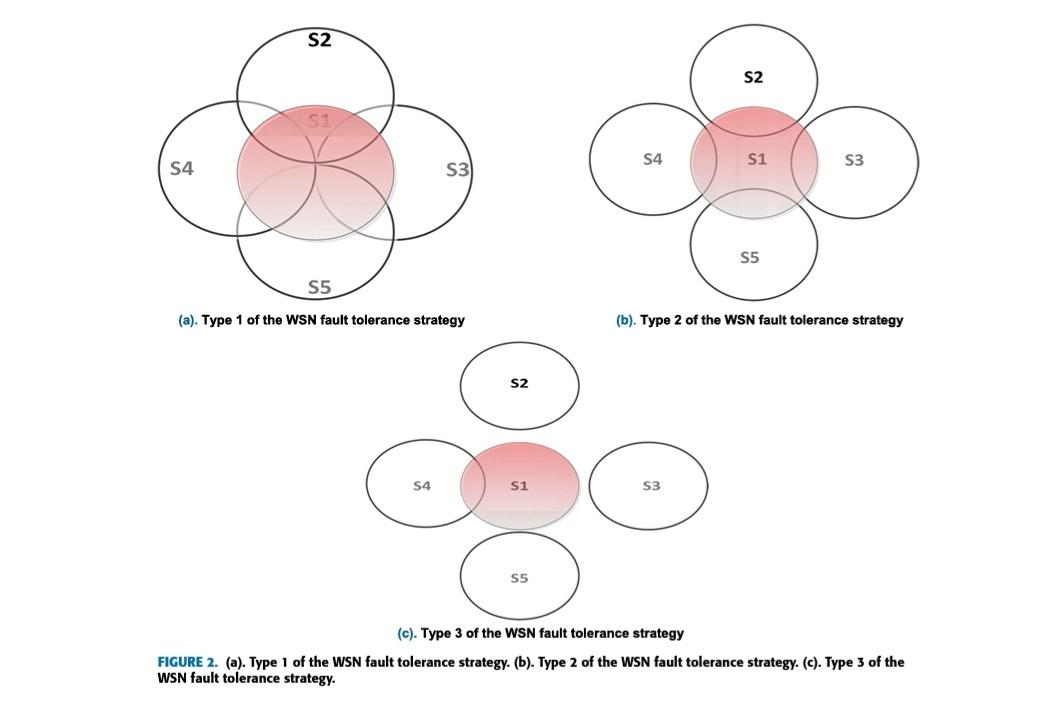 S2
S1
S4
S3
S5
(a). Type 1 of the WSN fault tolerance strategy
S2
S4
S1
S3
S5
(b). Type 2 of the WSN fault tolerance strategy
S2
S4
S1
S3
S5
(c). Type 3 of the WSN fault tolerance strategy
FIGURE 2. (a). Type 1 of the WSN fault tolerance strategy. (b). Type 2 of the WSN fault tolerance strategy. (c). Type 3 of the
WSN fault tolerance strategy.